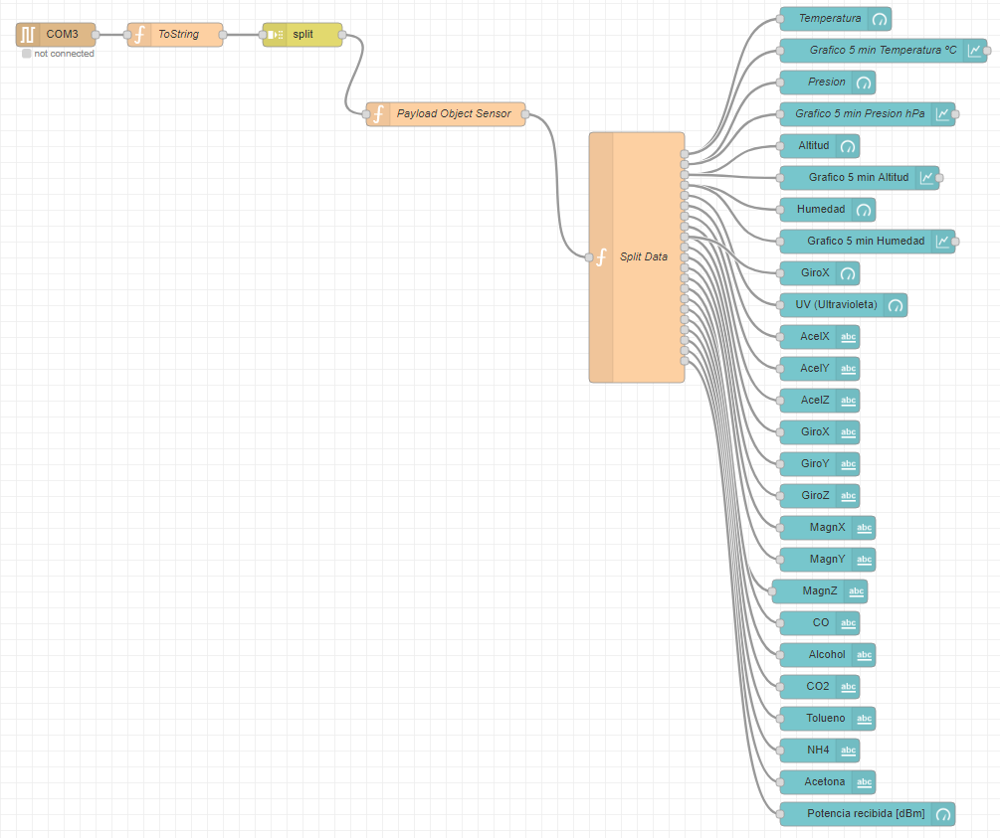 COM3
ToString
split
not connected
Payload Object Sensor
Split Data
Temperatura
Grafico 5 min Temperatura ºC
Presion
Grafico 5 min Presion hPa
Altitud
Grafico 5 min Altitud
Humedad
Grafico 5 min Humedad
GiroX
UV (Ultravioleta)
AcelX
abc
AcelY
abc
AcelZ
abc
GiroX
abc
GiroY
abc
GiroZ
abc
MagnX
abc
MagnY
abc
MagnZ
abc
CO
abc
Alcohol
abc
CO2
abc
Tolueno
abc
NH4
abc
Acetona
abc
Potencia recibida [dBm]